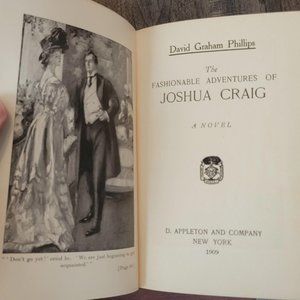 "'Don't go yet!' cried he. 'We are just beginning to get
acquainted.'"
[Page
David Graham Phillips
The
FASHIONABLE ADVENTURES OF
JOSHUA CRAIG
A NOVEL
D. APPLETON AND COMPANY
NEW YORK
1909